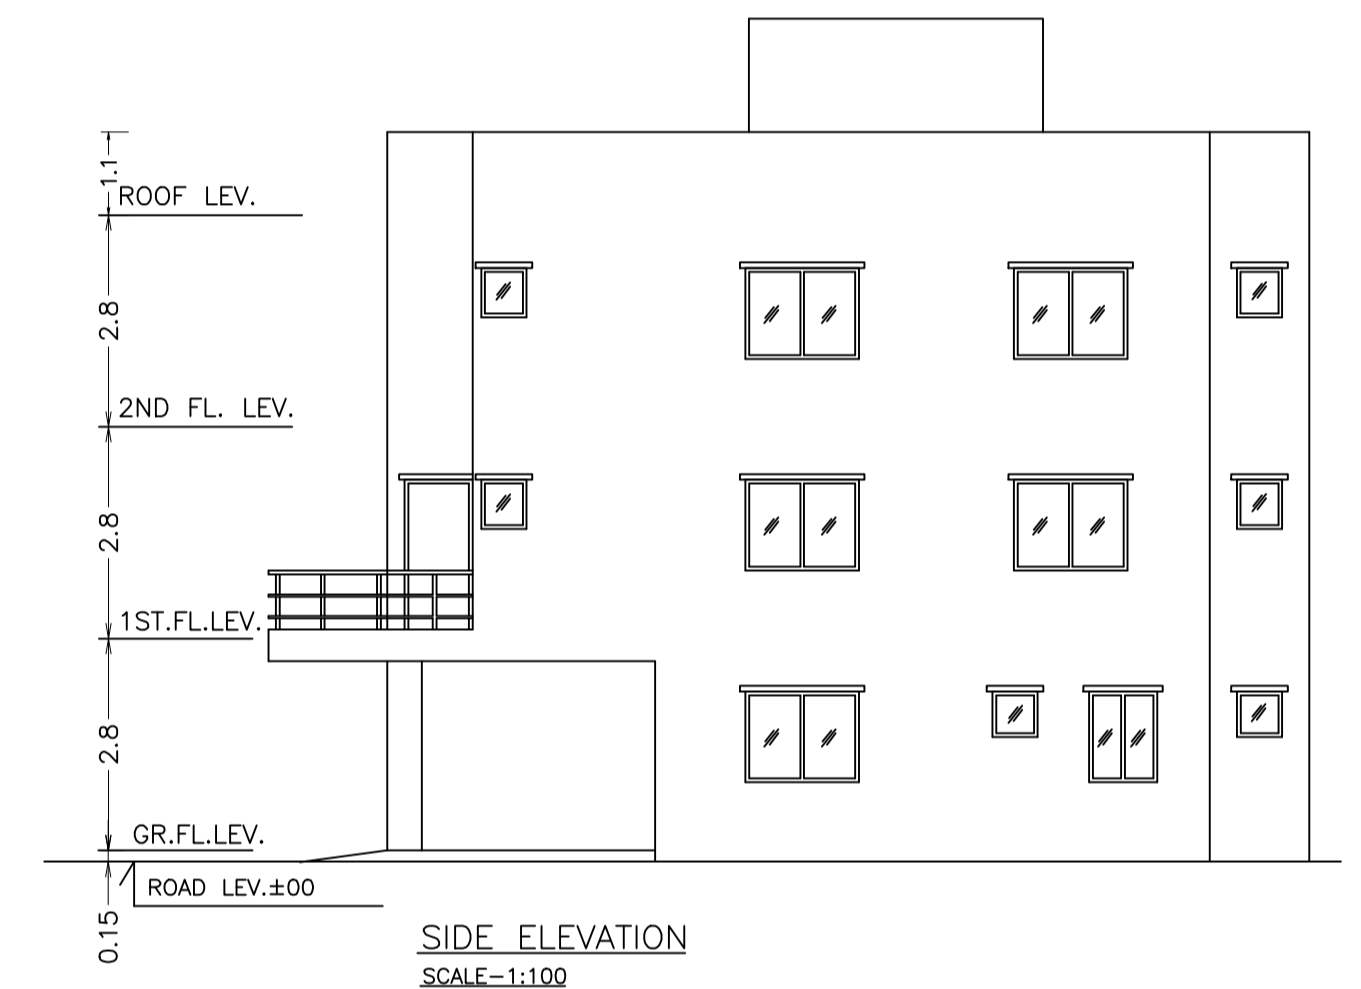 1.1
ROOF LEV.
2.8
2ND FL. LEV.
2.8
1ST.FL.LEV.
2.8
GR.FL.LEV.
ROAD LEV.±00
0.15
SIDE ELEVATION
SCALE-1:100